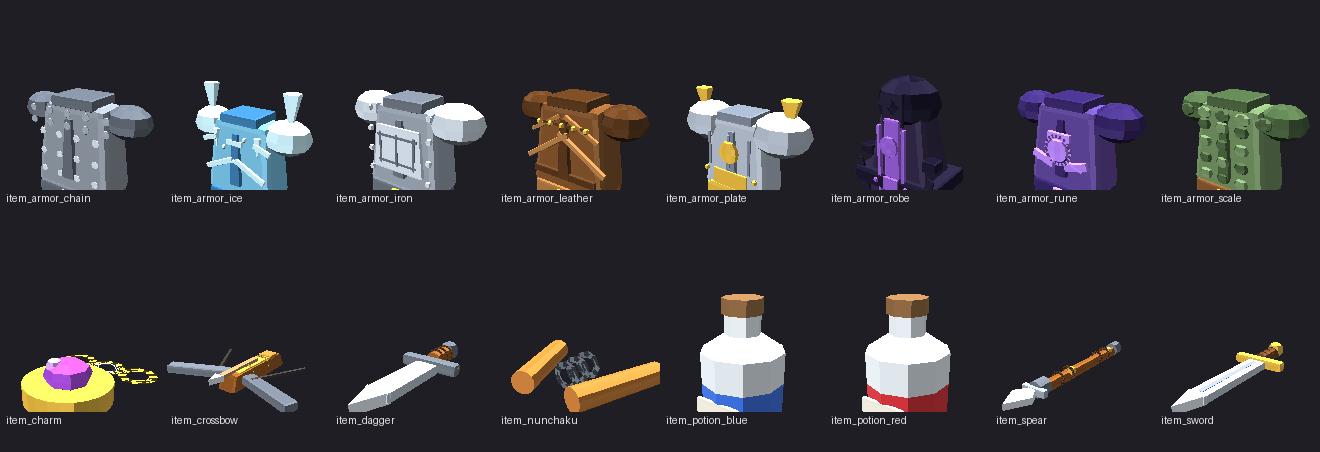 item_armor_chain
item_armor_ice
item_armor_iron
item_armor_leather
item_armor_plate
item_armor_robe
item_armor_rune
item_armor_scale
item_charm
item_crossbow
item_dagger
item_nunchaku
item_potion_blue
item_potion_red
item_spear
item_sword